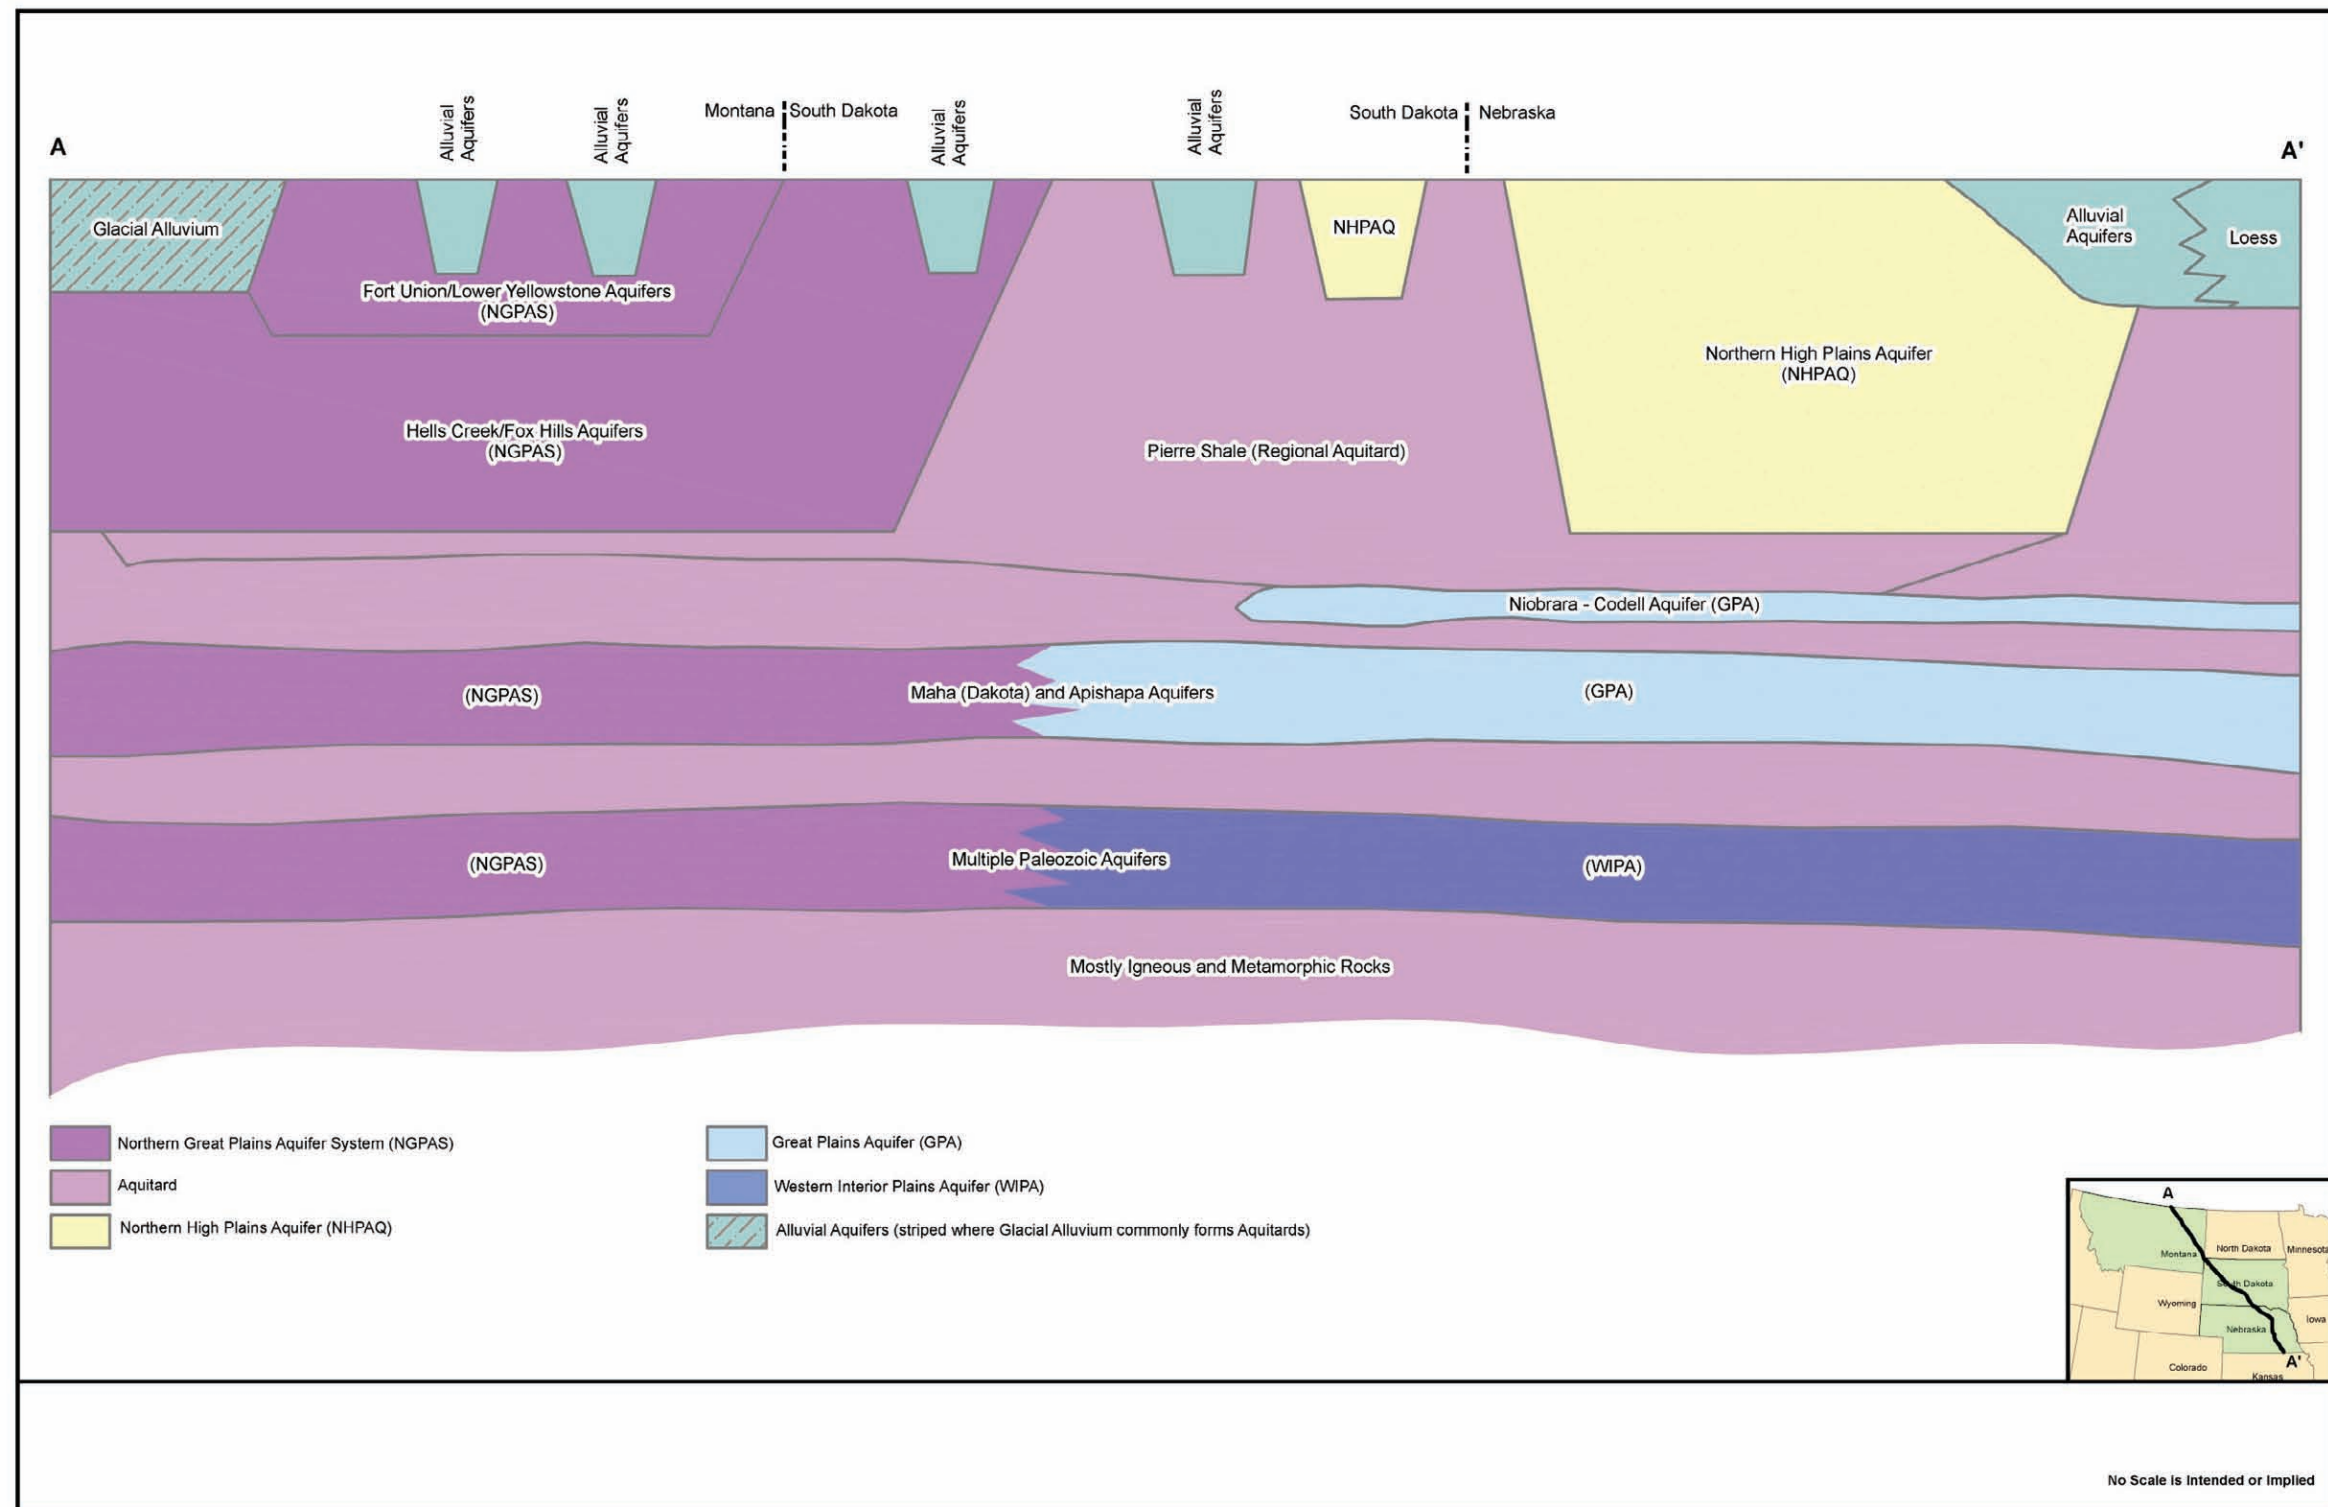 Alluvial
Aquifers
Alluvial
Aquifers
Montana
South Dakota
Alluvial
Aquifers
Alluvial
Aquifers
South Dakota
Nebraska
A
A'
Glacial Alluvium
NHPAQ
Alluvial
Aquifers
Loess
Fort Union/Lower Yellowstone Aquifers
(NGPAS)
Northern High Plains Aquifer
(NHPAQ)
Hells Creek/Fox Hills Aquifers
(NGPAS)
Pierre Shale (Regional Aquitard)
Niobrara - Codell Aquifer (GPA)
(NGPAS)
Maha (Dakota) and Apishapa Aquifers
(GPA)
(NGPAS)
Multiple Paleozoic Aquifers
(WIPA)
Mostly Igneous and Metamorphic Rocks
Northern Great Plains Aquifer System (NGPAS)
Aquitard
Northern High Plains Aquifer (NHPAQ)
Great Plains Aquifer (GPA)
Western Interior Plains Aquifer (WIPA)
Alluvial Aquifers (striped where Glacial Alluvium commonly forms Aquitards)
A
Montana
North Dakota
Minnesota
South Dakota
Wyoming
Iowa
Nebraska
A'
Colorado
Kansas
No Scale is Intended or Implied